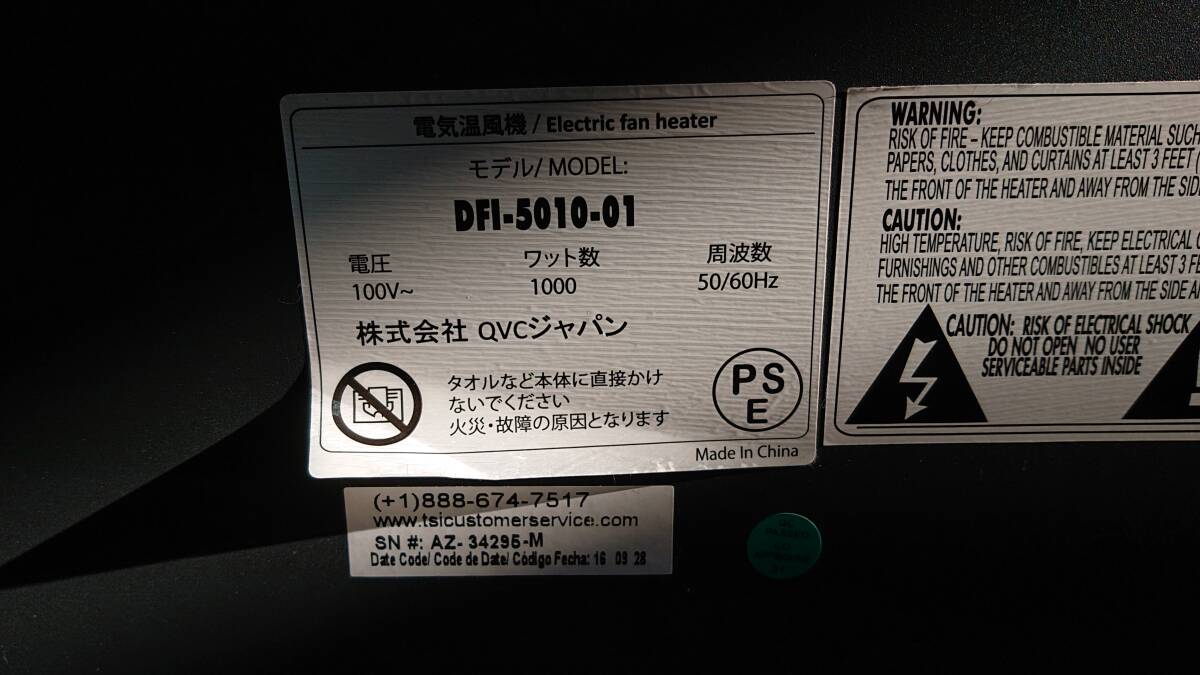 電気温風機 / Electric fan heater
モデル/ MODEL:
DFI-5010-01
電圧 ワット数 周波数
100V~ 1000 50/60Hz
株式会社 QVCジャパン
タオルなど本体に直接かけ
ないでください
火災・故障の原因となります
PS
E
Made In China
(+1)888-674-7517
www.tsicustomerservice.com
SN #: AZ- 34295-M
Date Code/ Code de Date/ Código Fecha: 16 09 28
WARNING:
RISK OF FIRE – KEEP COMBUSTIBLE MATERIAL SUCH
PAPERS, CLOTHES, AND CURTAINS AT LEAST 3 FEET
THE FRONT OF THE HEATER AND AWAY FROM THE
CAUTION:
HIGH TEMPERATURE, RISK OF FIRE, KEEP ELECTRICAL
FURNISHINGS AND OTHER COMBUSTIBLES AT LEAST 3
THE FRONT OF THE HEATER AND AWAY FROM THE SIDE
CAUTION: RISK OF ELECTRICAL SHOCK
DO NOT OPEN NO USER
SERVICEABLE PARTS INSIDE